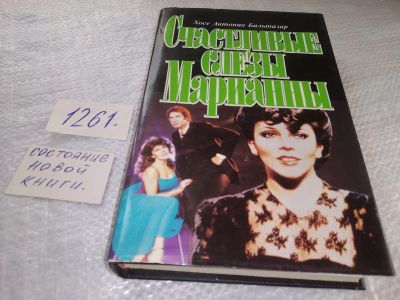 Хосе Антонио Бальтазар
Счастливые
слезы
Марианны
1261.
состояние
новой
книги.